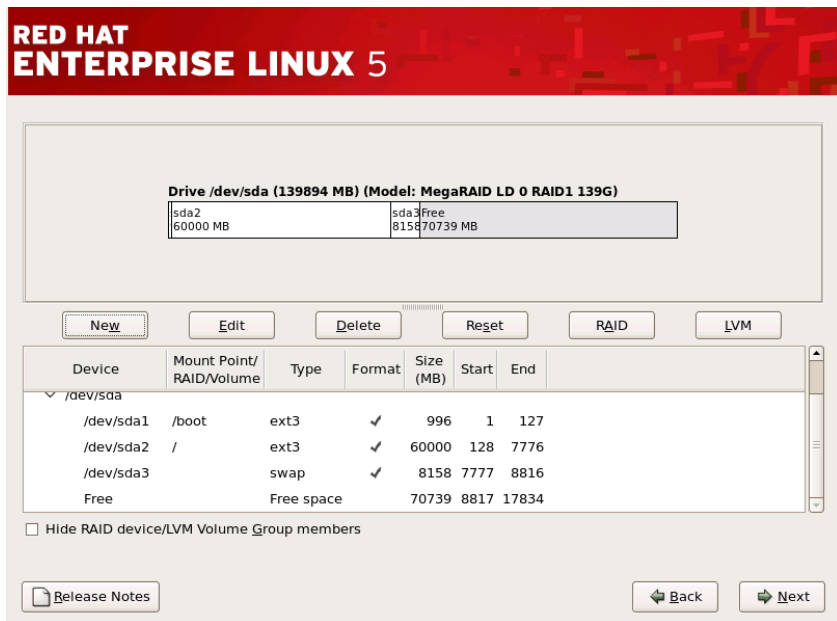 RED HAT
ENTERPRISE LINUX 5
Drive /dev/sda (139894 MB) (Model: MegaRAID LD 0 RAID1 139G)
sda2 sda3 Free
60000 MB 8158 70739 MB
New Edit Delete Reset RAID LVM
Device Mount Point/ RAID/Volume Type Format Size (MB) Start End
/dev/sda
/dev/sda1 /boot ext3 ✓ 996 1 127
/dev/sda2 / ext3 ✓ 60000 128 7776
/dev/sda3 swap ✓ 8158 7777 8816
Free Free space 70739 8817 17834
Hide RAID device/LVM Volume Group members
Release Notes Back Next